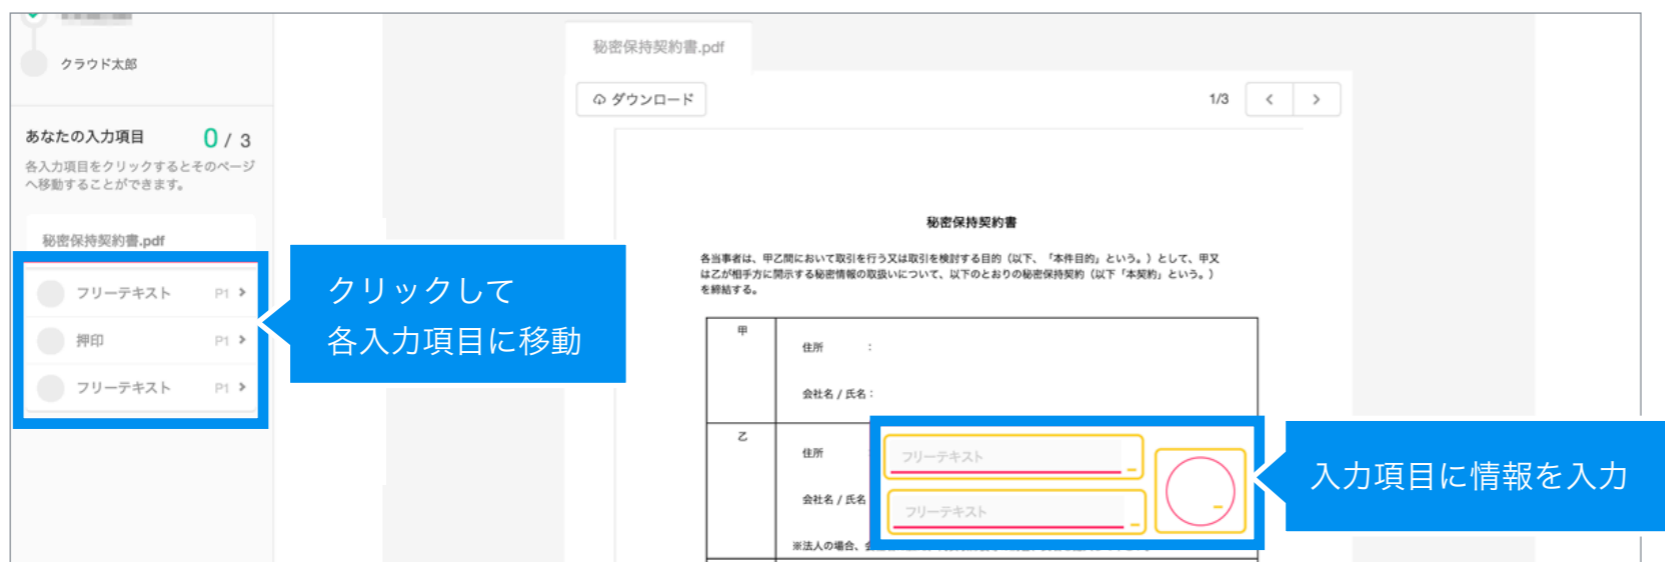 クラウド太郎
あなたの入力項目 0 / 3
各入力項目をクリックするとそのページ
へ移動することができます。
秘密保持契約書.pdf
フリーテキスト P1
押印 P1
フリーテキスト P1
クリックして
各入力項目に移動
秘密保持契約書.pdf
ダウンロード
1/3
秘密保持契約書
各当事者は、甲乙間において取引を行う又は取引を検討する目的（以下、「本件目的」という。）として、甲又
は乙が相手方に開示する秘密情報の取扱いについて、以下のとおりの秘密保持契約（以下「本契約」という。）
を締結する。
甲
住所 ：
会社名 / 氏名：
乙
住所
会社名 / 氏名
フリーテキスト
フリーテキスト
※法人の場合、
入力項目に情報を入力